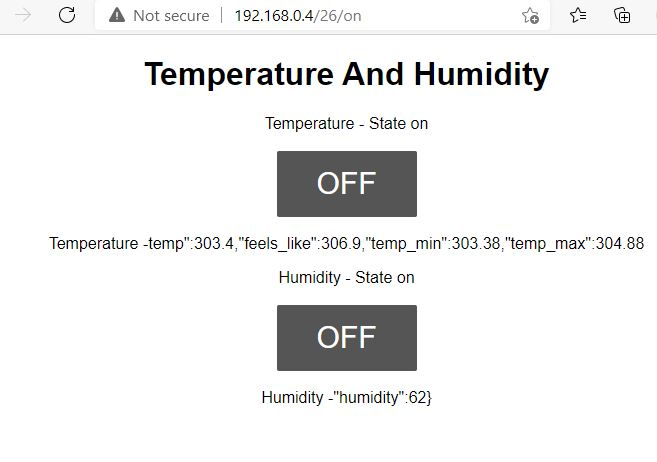 Not secure | 192.168.0.4/26/on
Temperature And Humidity
Temperature - State on
OFF
Temperature -temp":303.4,"feels_like":306.9,"temp_min":303.38,"temp_max":304.88
Humidity - State on
OFF
Humidity -"humidity":62}